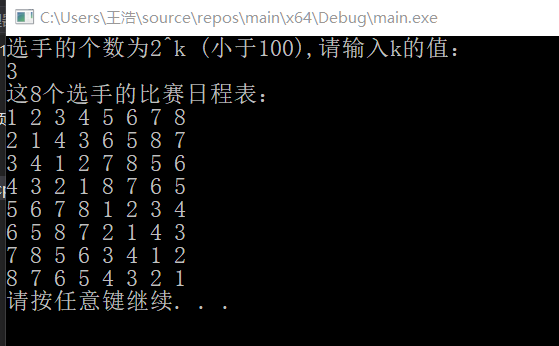 C:\Users\王浩\source\repos\main\x64\Debug\main.exe
选手的个数为2^k (小于100),请输入k的值:
3
这8个选手的比赛日程表:
1 2 3 4 5 6 7 8
2 1 4 3 6 5 8 7
3 4 1 2 7 8 5 6
4 3 2 1 8 7 6 5
5 6 7 8 1 2 3 4
6 5 8 7 2 1 4 3
7 8 5 6 3 4 1 2
8 7 6 5 4 3 2 1
请按任意键继续. . .